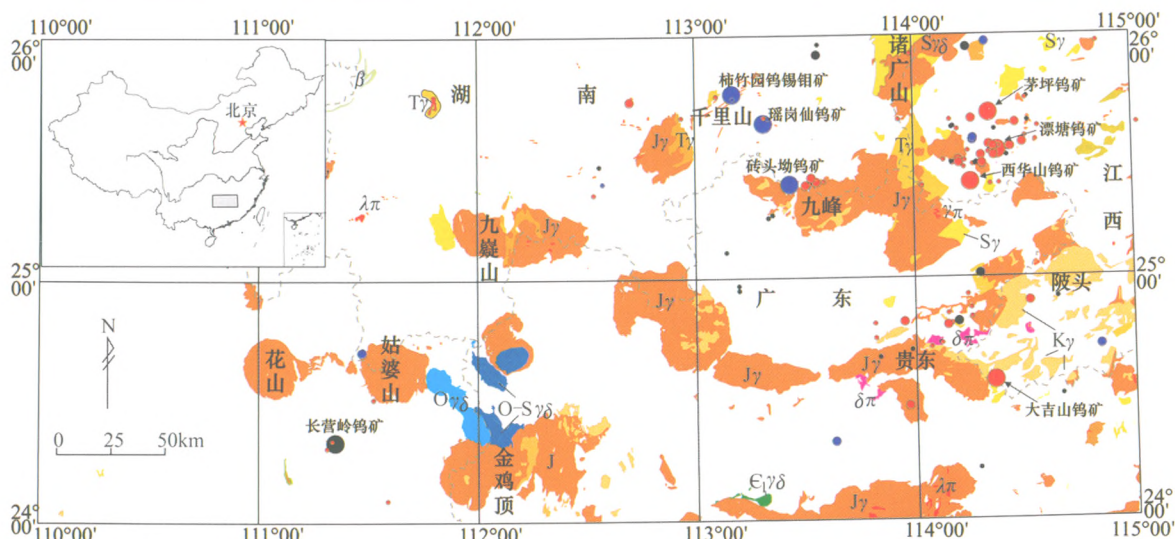 110°00' 111°00' 112°00' 113°00' 114°00' 115°00'
26°
00'
26°
00'
北京
β
Tγ
湖 南
柿竹园钨锡钼矿
千里山
瑶岗仙钨矿
诸广山
Sγδ
Sγ
茅坪钨矿
漂塘钨矿
西华山钨矿
江西
Jγ
Tγ
Tγ
砖头坳钨矿
九峰
Jγ
γπ
Sγ
λπ
九嶷山
Jγ
25°
00'
25°
00'
N
Jγ
广 东
陂头
花山
姑婆山
Jγ
Jγ
贵东
δπ
Kγ
Oγδ
O-Sγδ
δπ
大吉山钨矿
0 25 50km
长营岭钨矿
金鸡顶
J
Єγδ
Jγ
λπ
24°
00'
24°
00'
110°00' 111°00' 112°00' 113°00' 114°00' 115°00'